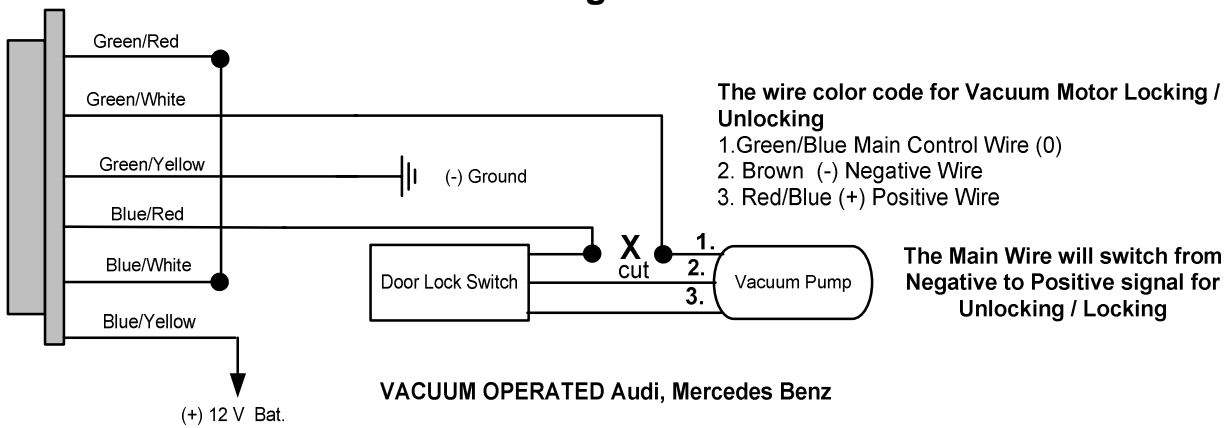 Green/Red
Green/White
Green/Yellow
(-) Ground
Blue/Red
Blue/White
Blue/Yellow
(+) 12 V Bat.
Door Lock Switch
X
cut
1.
2.
3.
Vacuum Pump
The wire color code for Vacuum Motor Locking /
Unlocking
1.Green/Blue Main Control Wire (0)
2. Brown (-) Negative Wire
3. Red/Blue (+) Positive Wire
The Main Wire will switch from
Negative to Positive signal for
Unlocking / Locking
VACUUM OPERATED Audi, Mercedes Benz